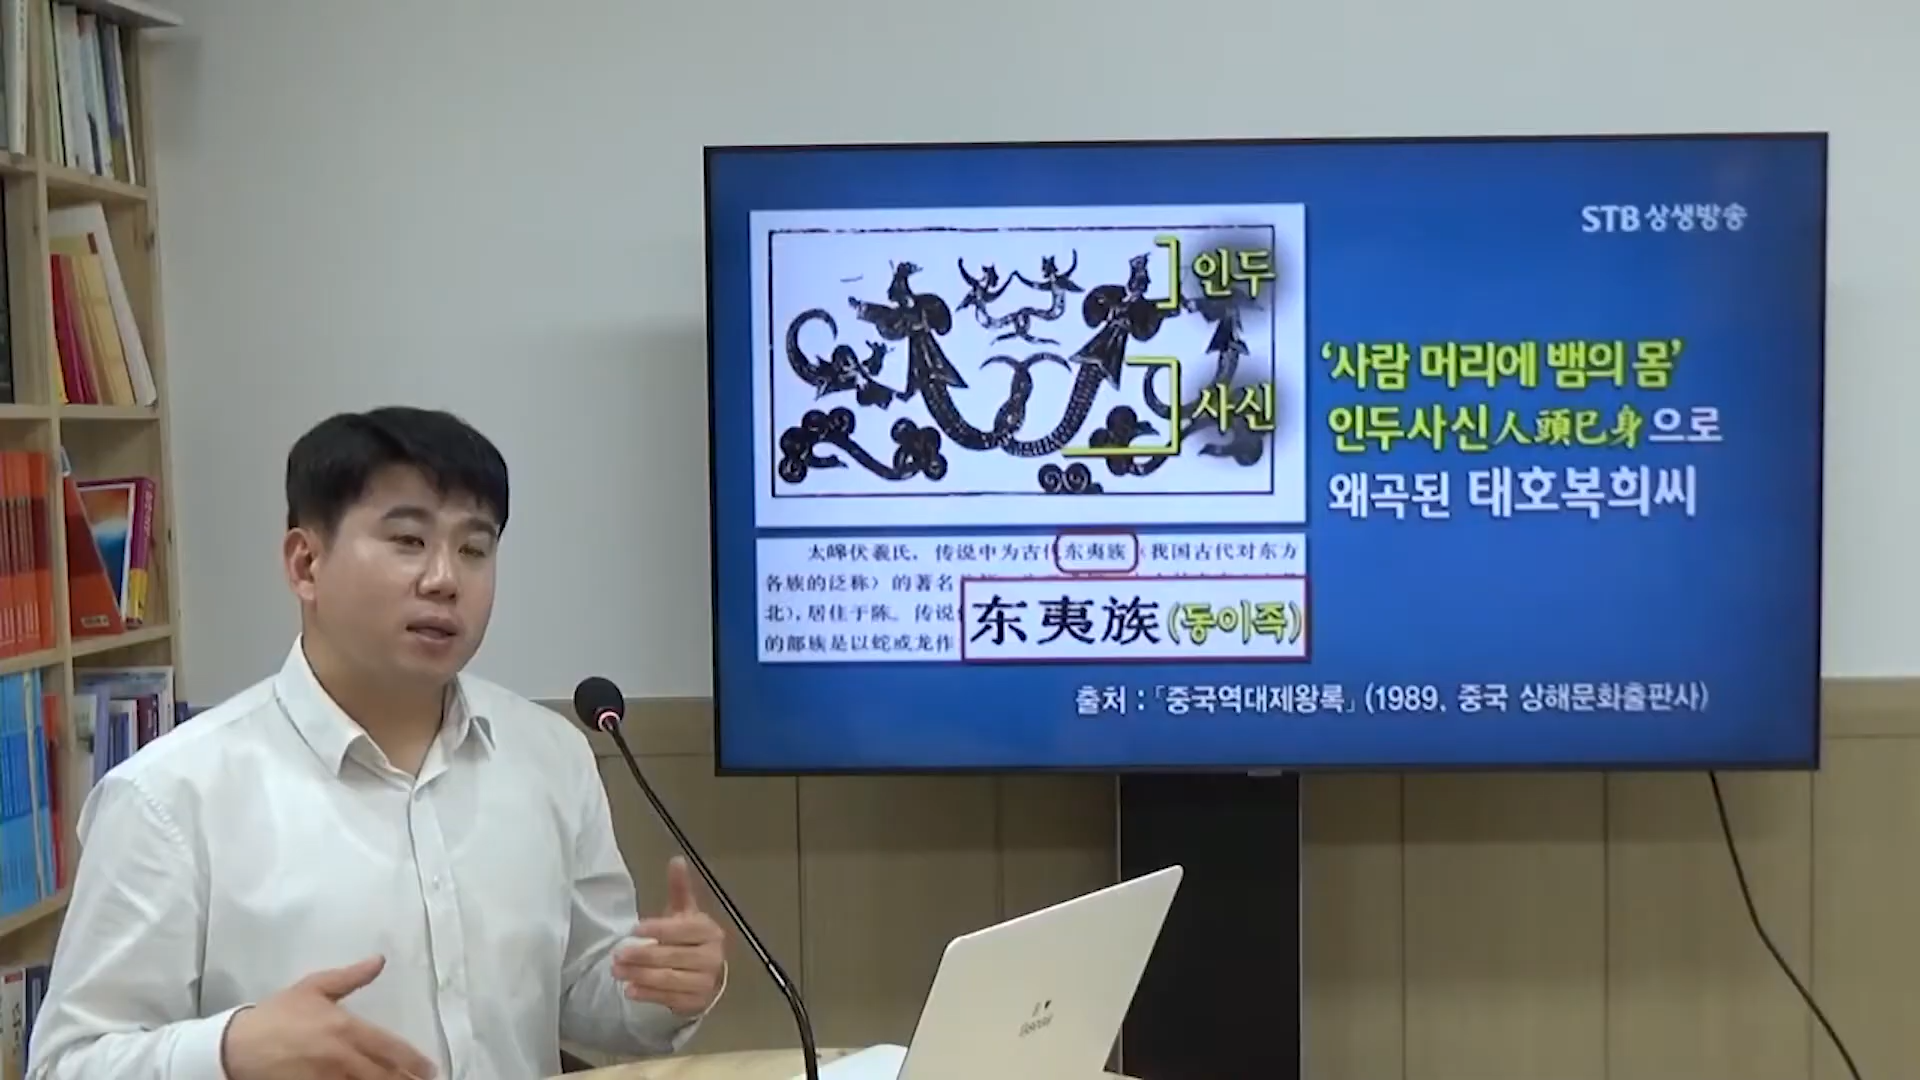 STB 상생방송
인두
사신
'사람 머리에 뱀의 몸'
인두사신人頭巳身으로
왜곡된 태호복희씨
太皞伏羲氏，传说中为古代东夷族（我国古代对东方
各族的泛称）的著名
北），居住于陈。传说
的部族是以蛇或龙作
东夷族(동이족)
출처 :「중국역대제왕록」(1989, 중국 상해문화출판사)